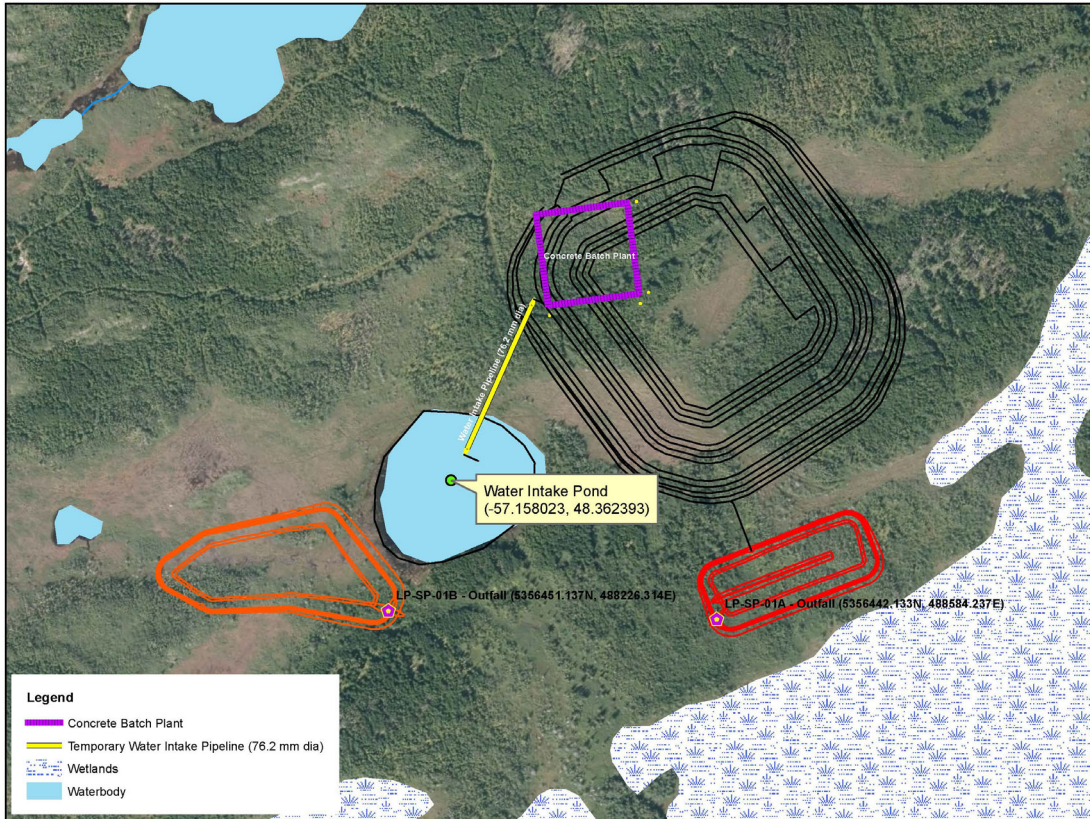 Concrete Batch Plant
Water Intake Pipeline (76.2 mm dia)
Water Intake Pond
(-57.158023, 48.362393)
LP-SP-01B - Outfall (5356451.137N, 488226.314E)
LP-SP-01A - Outfall (5356442.133N, 488584.237E)
Legend
Concrete Batch Plant
Temporary Water Intake Pipeline (76.2 mm dia)
Wetlands
Waterbody